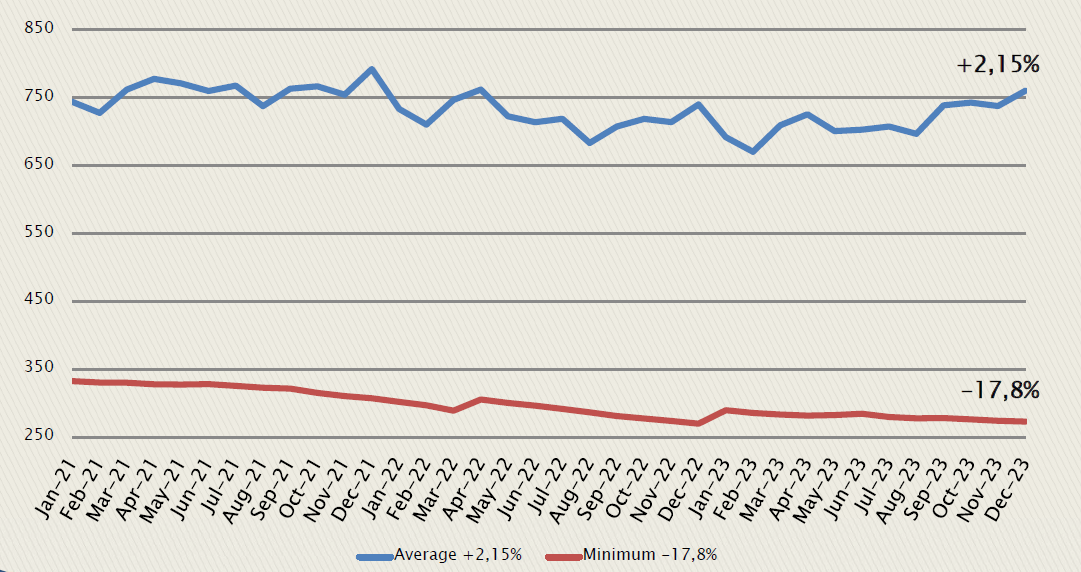 850
+2,15%
750
650
550
450
350
-17,8%
250
Jan-21
Feb-21
Mar-21
Apr-21
May-21
Jun-21
Jul-21
Aug-21
Sep-21
Oct-21
Nov-21
Dec-21
Jan-22
Feb-22
Mar-22
Apr-22
May-22
Jun-22
Jul-22
Aug-22
Sep-22
Oct-22
Nov-22
Dec-22
Jan-23
Feb-23
Mar-23
Apr-23
May-23
Jun-23
Jul-23
Aug-23
Sep-23
Oct-23
Nov-23
Dec-23
Average +2,15%
Minimum -17,8%